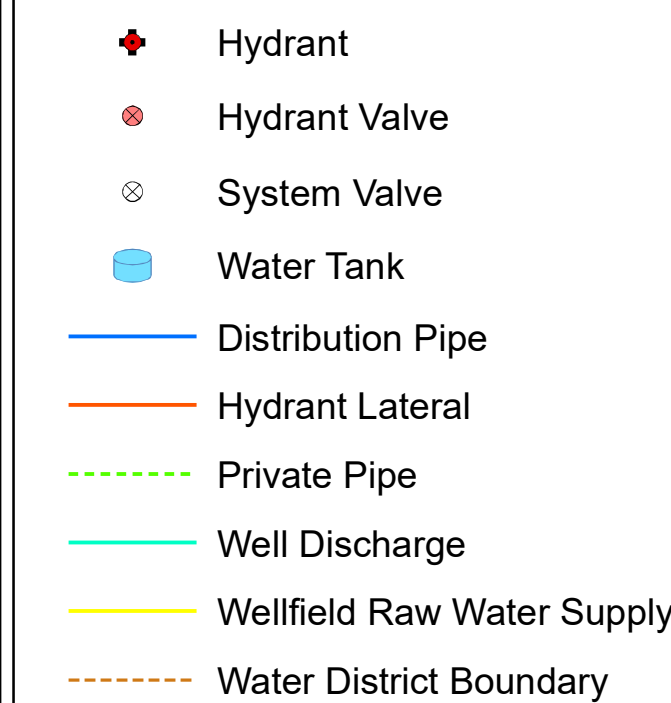 Hydrant
Hydrant Valve
System Valve
Water Tank
Distribution Pipe
Hydrant Lateral
Private Pipe
Well Discharge
Wellfield Raw Water Supply
Water District Boundary